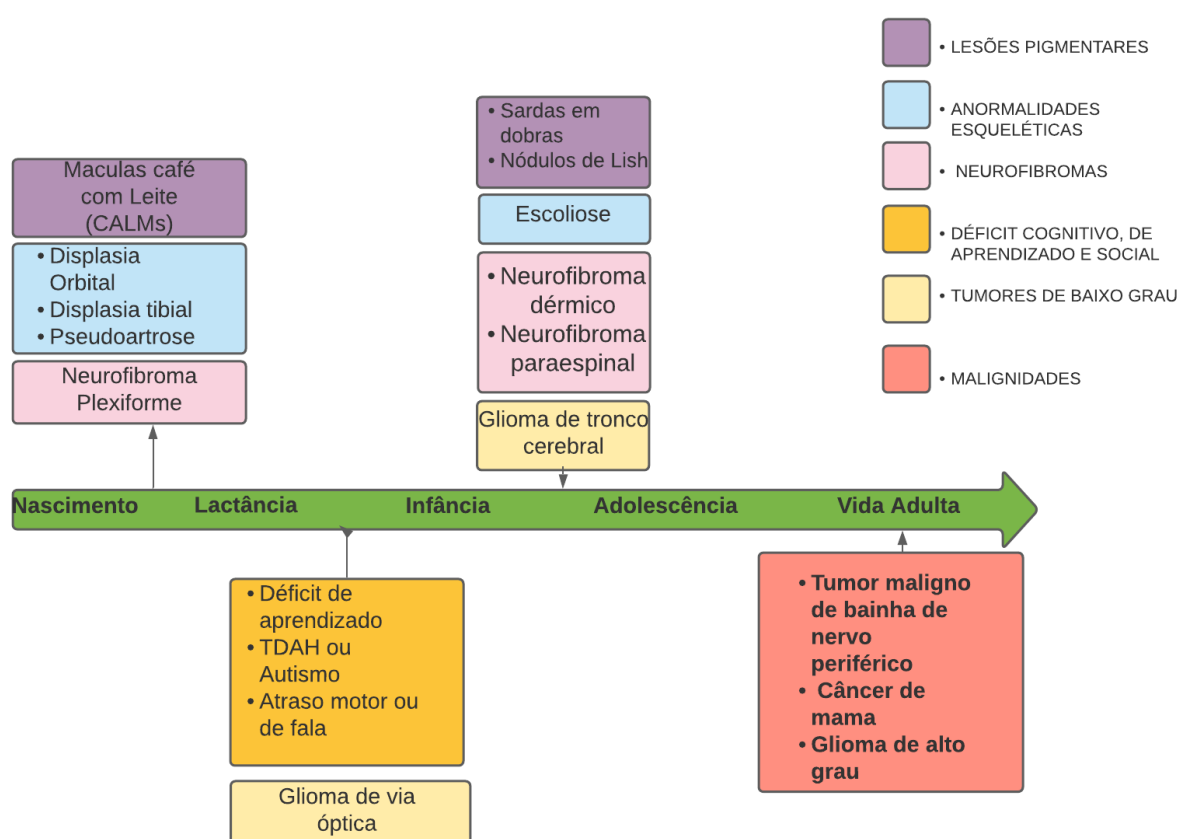 Maculas café
com Leite
(CALMs)
• Displasia
Orbital
• Displasia tibial
• Pseudoartrose
Neurofibroma
Plexiforme
• Sardas em
dobras
• Nódulos de Lish
Escoliose
• Neurofibroma
dérmico
• Neurofibroma
paraespinal
Glioma de tronco
cerebral
• LESÕES PIGMENTARES
• ANORMALIDADES
ESQUELÉTICAS
• NEUROFIBROMAS
• DÉFICIT COGNITIVO, DE
APRENDIZADO E SOCIAL
• TUMORES DE BAIXO GRAU
• MALIGNIDADES
Nascimento Lactância Infância Adolescência Vida Adulta
• Déficit de
aprendizado
• TDAH ou
Autismo
• Atraso motor ou
de fala
Glioma de via
óptica
• Tumor maligno
de bainha de
nervo
periférico
• Câncer de
mama
• Glioma de alto
grau